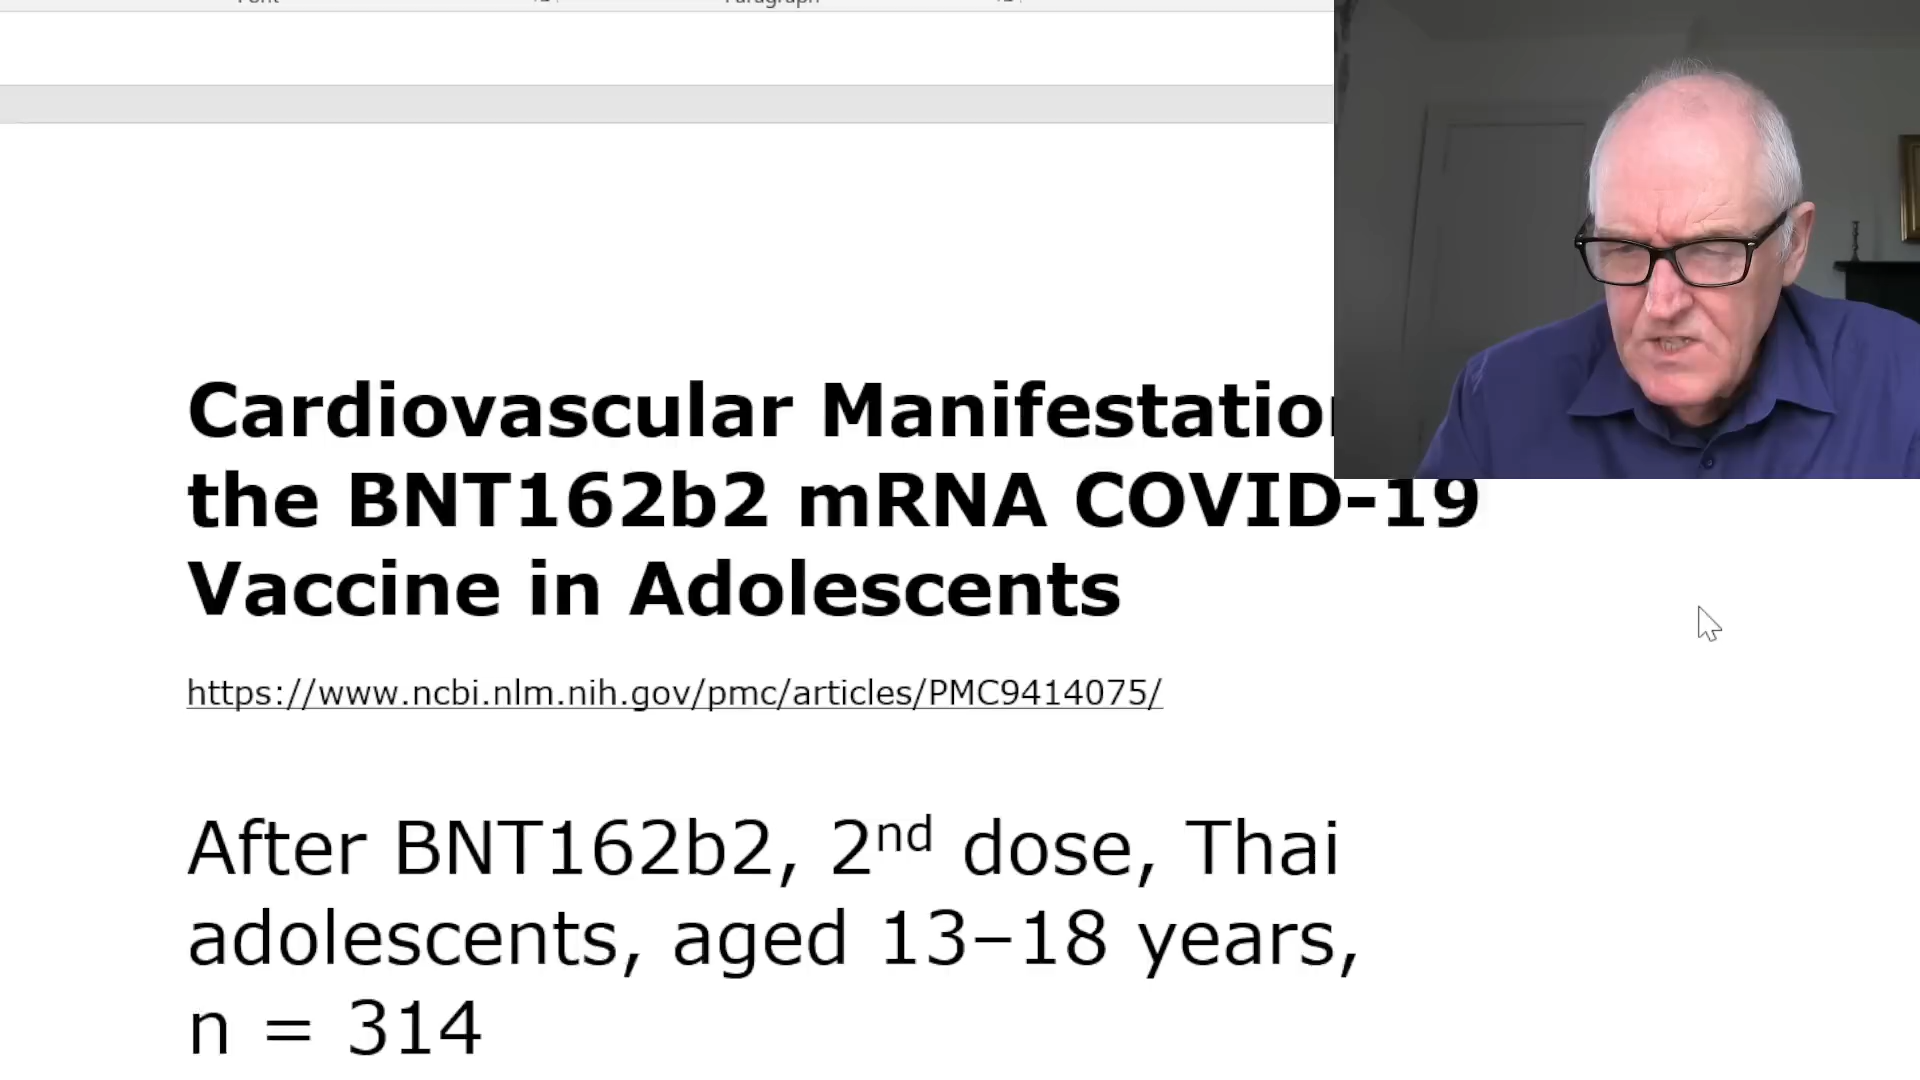 Cardiovascular Manifestation
the BNT162b2 mRNA COVID-19
Vaccine in Adolescents
https://www.ncbi.nlm.nih.gov/pmc/articles/PMC9414075/
After BNT162b2, 2nd dose, Thai
adolescents, aged 13–18 years,
n = 314